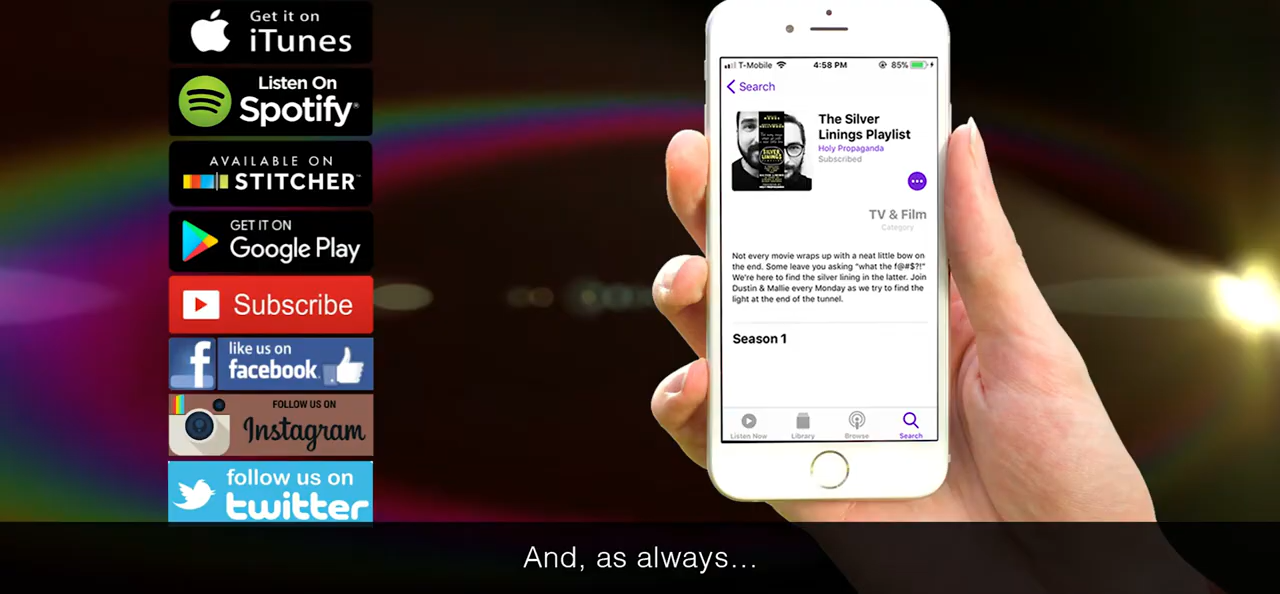 Get it on
iTunes
Listen On
Spotify®
AVAILABLE ON
STITCHER™
GET IT ON
Google Play
Subscribe
like us on
facebook.
FOLLOW US ON
Instagram
follow us on
twitter
T-Mobile
4:58 PM
85%
Search
The Silver
Linings Playlist
Holy Propaganda
Subscribed
SILVER
LININGS
TV & Film
Category
Not every movie wraps up with a neat little bow on
the end. Some leave you asking "what the f@#$?!"
We're here to find the silver lining in the latter. Join
Dustin & Mallie every Monday as we try to find the
light at the end of the tunnel.
Season 1
Listen Now
Library
Browse
Search
And, as always...